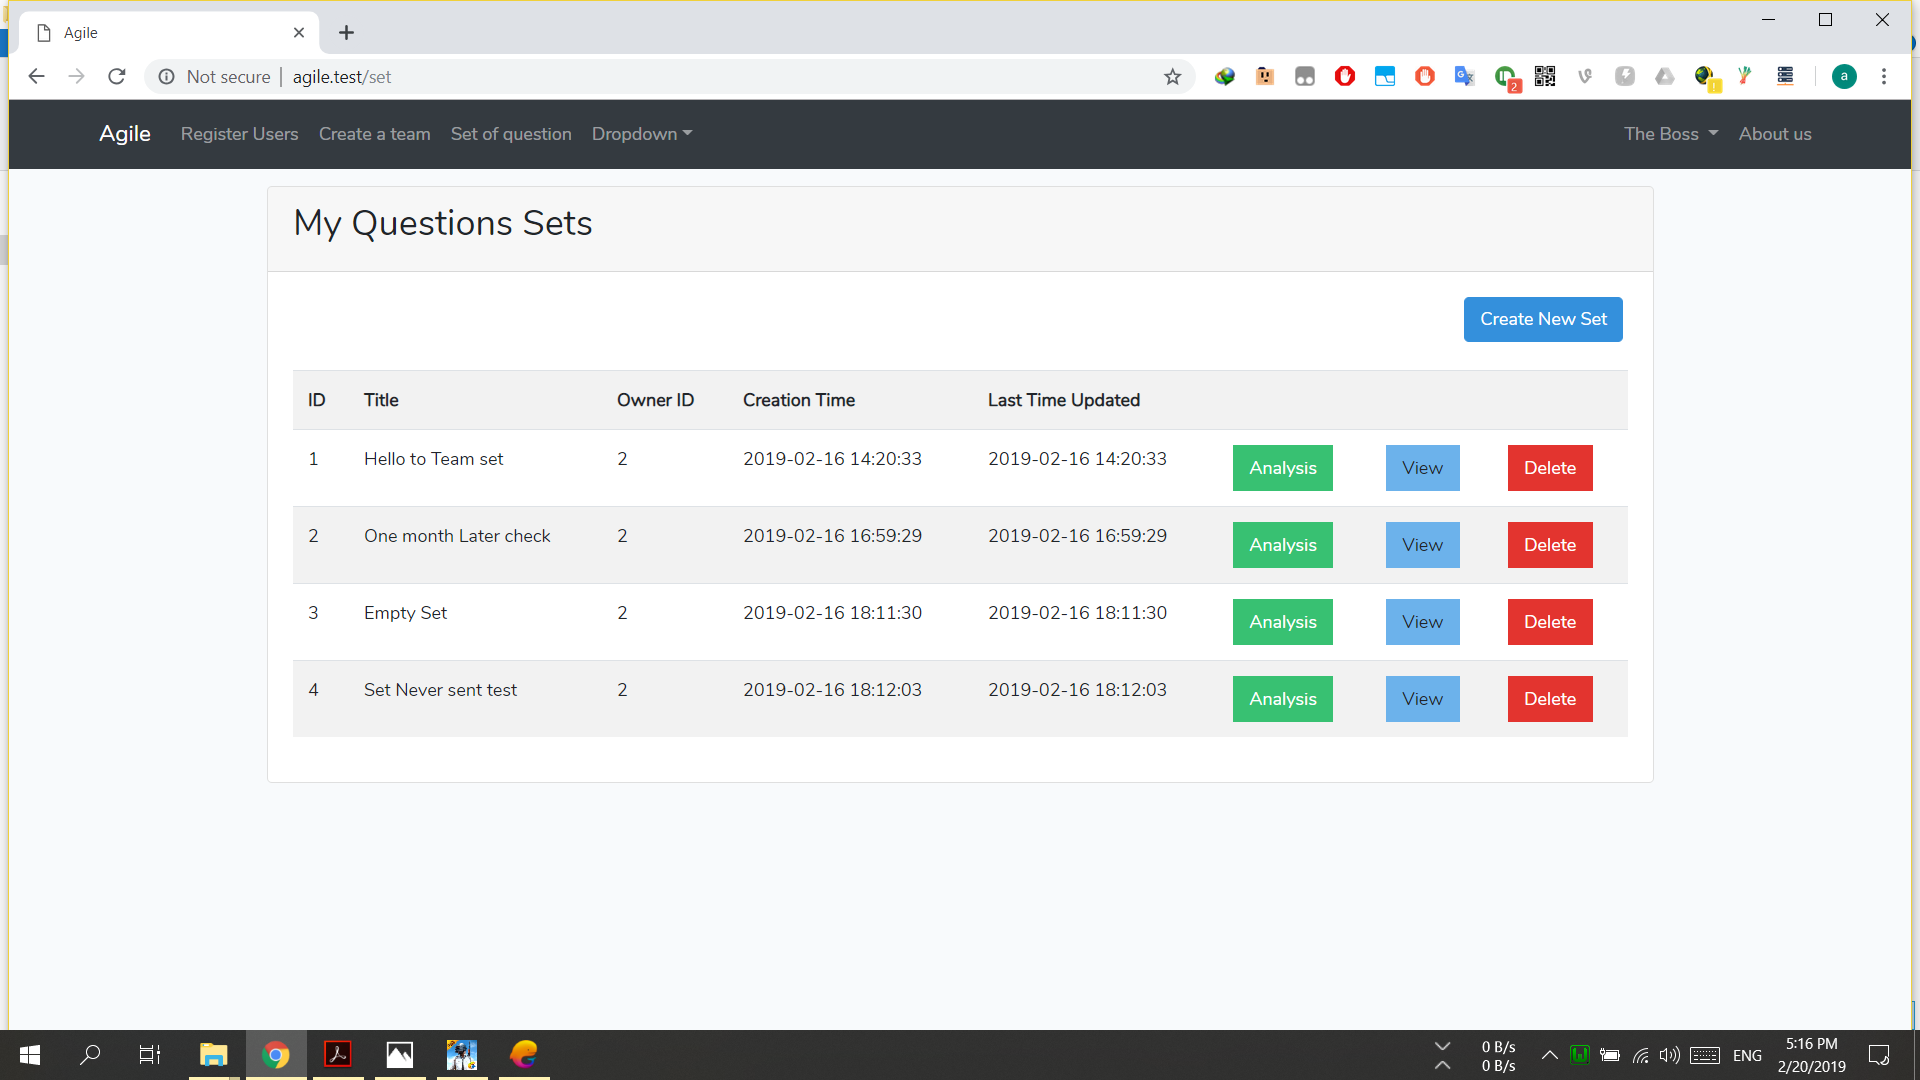 Agile
Not secure | agile.test/set
2
a
Agile Register Users Create a team Set of question Dropdown The Boss About us
My Questions Sets
Create New Set
ID Title Owner ID Creation Time Last Time Updated
1 Hello to Team set 2 2019-02-16 14:20:33 2019-02-16 14:20:33 Analysis View Delete
2 One month Later check 2 2019-02-16 16:59:29 2019-02-16 16:59:29 Analysis View Delete
3 Empty Set 2 2019-02-16 18:11:30 2019-02-16 18:11:30 Analysis View Delete
4 Set Never sent test 2 2019-02-16 18:12:03 2019-02-16 18:12:03 Analysis View Delete
0 B/s
0 B/s
ENG
5:16 PM
2/20/2019